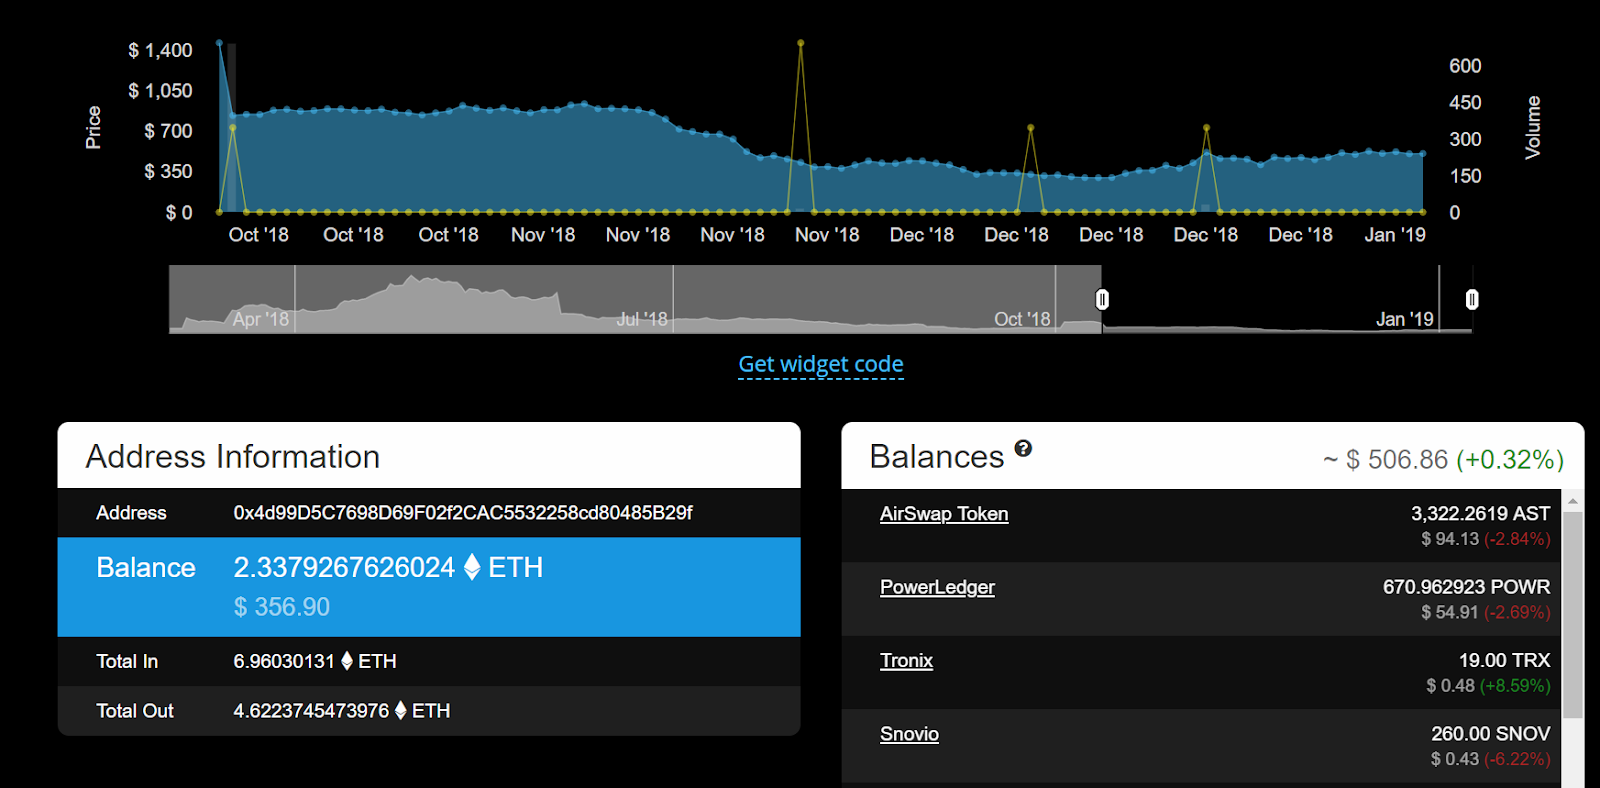 $ 1,400
$ 1,050
$ 700
$ 350
$ 0
Price
600
450
300
150
0
Volume
Oct '18 Oct '18 Oct '18 Nov '18 Nov '18 Nov '18 Nov '18 Dec '18 Dec '18 Dec '18 Dec '18 Dec '18 Jan '19
Apr '18 Jul '18 Oct '18 Jan '19
Get widget code
Address Information
Address 0x4d99D5C7698D69F02f2CAC5532258cd80485B29f
Balance 2.3379267626024 ETH
$ 356.90
Total In 6.96030131 ETH
Total Out 4.6223745473976 ETH
Balances ? ~ $ 506.86 (+0.32%)
AirSwap Token 3,322.2619 AST
$ 94.13 (-2.84%)
PowerLedger 670.962923 POWR
$ 54.91 (-2.69%)
Tronix 19.00 TRX
$ 0.48 (+8.59%)
Snovio 260.00 SNOV
$ 0.43 (-6.22%)